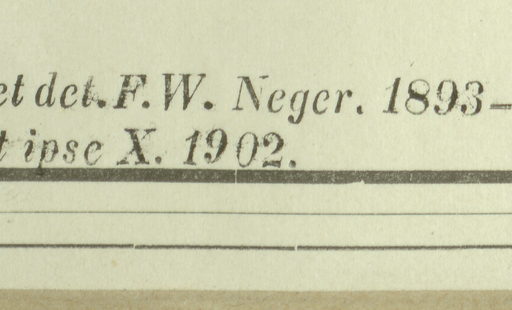 et det. F. W. Neger. 1893–
t ipse X. 1902.